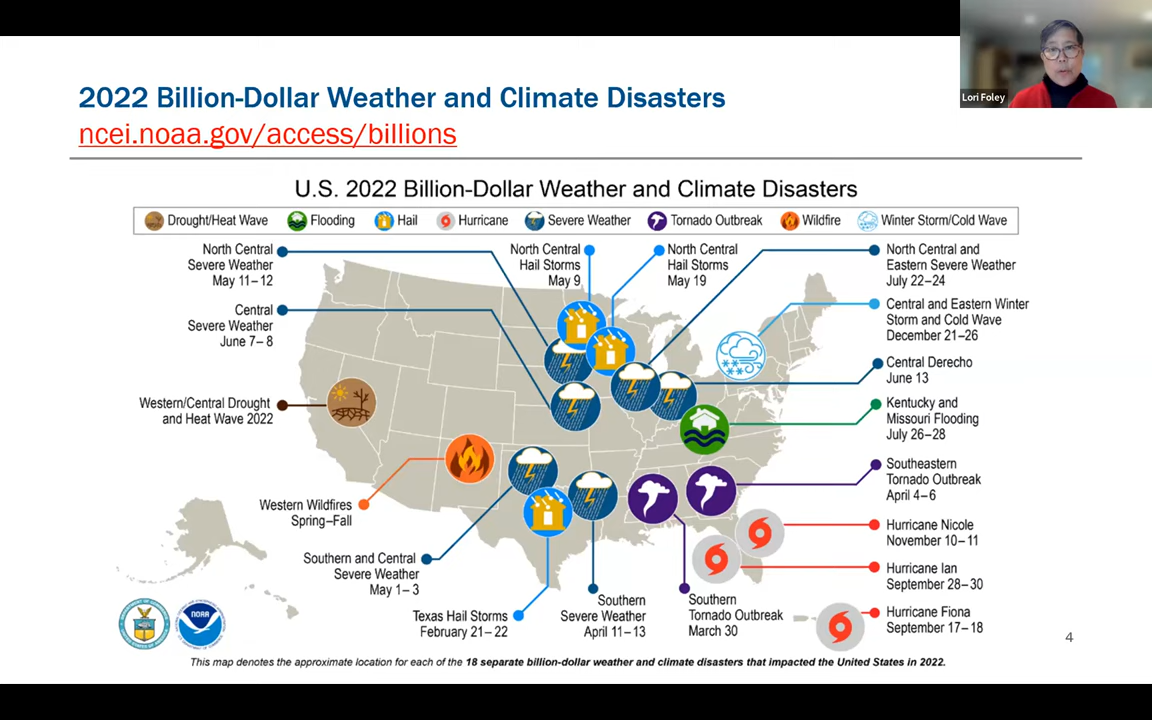 Lori Foley
2022 Billion-Dollar Weather and Climate Disasters
ncei.noaa.gov/access/billions
U.S. 2022 Billion-Dollar Weather and Climate Disasters
Drought/Heat Wave Flooding Hail Hurricane Severe Weather Tornado Outbreak Wildfire Winter Storm/Cold Wave
North Central
Severe Weather
May 11–12
North Central
Hail Storms
May 9
North Central
Hail Storms
May 19
North Central and
Eastern Severe Weather
July 22–24
Central
Severe Weather
June 7–8
Central and Eastern Winter
Storm and Cold Wave
December 21–26
Central Derecho
June 13
Western/Central Drought
and Heat Wave 2022
Kentucky and
Missouri Flooding
July 26–28
Southeastern
Tornado Outbreak
April 4–6
Western Wildfires
Spring–Fall
Hurricane Nicole
November 10–11
Southern and Central
Severe Weather
May 1–3
Hurricane Ian
September 28–30
Texas Hail Storms
February 21–22
Southern
Severe Weather
April 11–13
Southern
Tornado Outbreak
March 30
Hurricane Fiona
September 17–18
NOAA
4
This map denotes the approximate location for each of the 18 separate billion-dollar weather and climate disasters that impacted the United States in 2022.